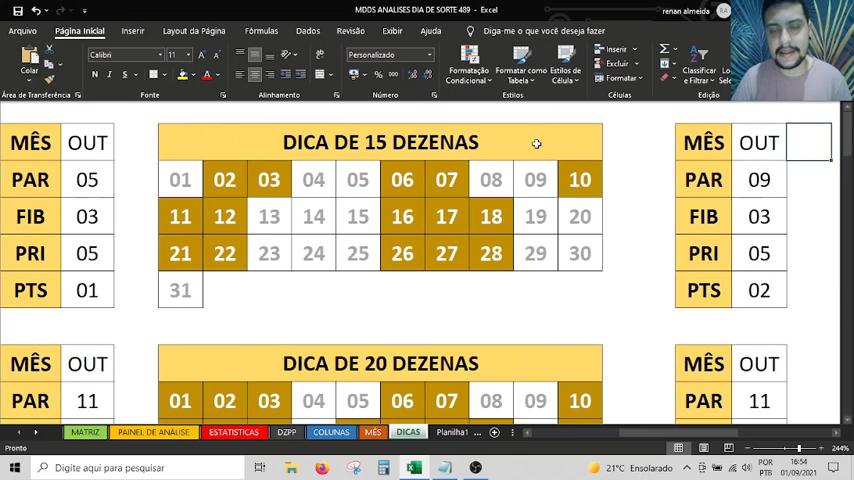 MDDS ANALISES DIA DE SORTE 489 - Excel
renan almeida
RA
Arquivo Página Inicial Inserir Layout da Página Fórmulas Dados Revisão Exibir Ajuda Diga-me o que você deseja fazer
Colar
Calibri 11
N I S
Personalizado
% 000
Formatação Condicional
Formatar como Tabela
Estilos de Célula
Inserir
Excluir
Formatar
Classificar e Filtrar
Área de Transferência Fonte Alinhamento Número Estilos Células Edição
MÊS OUT DICA DE 15 DEZENAS MÊS OUT
PAR 05 01 02 03 04 05 06 07 08 09 10 PAR 09
FIB 03 11 12 13 14 15 16 17 18 19 20 FIB 03
PRI 05 21 22 23 24 25 26 27 28 29 30 PRI 05
PTS 01 31 PTS 02
MÊS OUT DICA DE 20 DEZENAS MÊS OUT
PAR 11 01 02 03 04 05 06 07 08 09 10 PAR 11
MATRIZ PAINEL DE ANÁLISE ESTATISTICAS DZPP COLUNAS MÊS DICAS Planilha1 ...
Pronto 244%
Digite aqui para pesquisar 21°C Ensolarado POR 16:54
PTB 01/09/2021